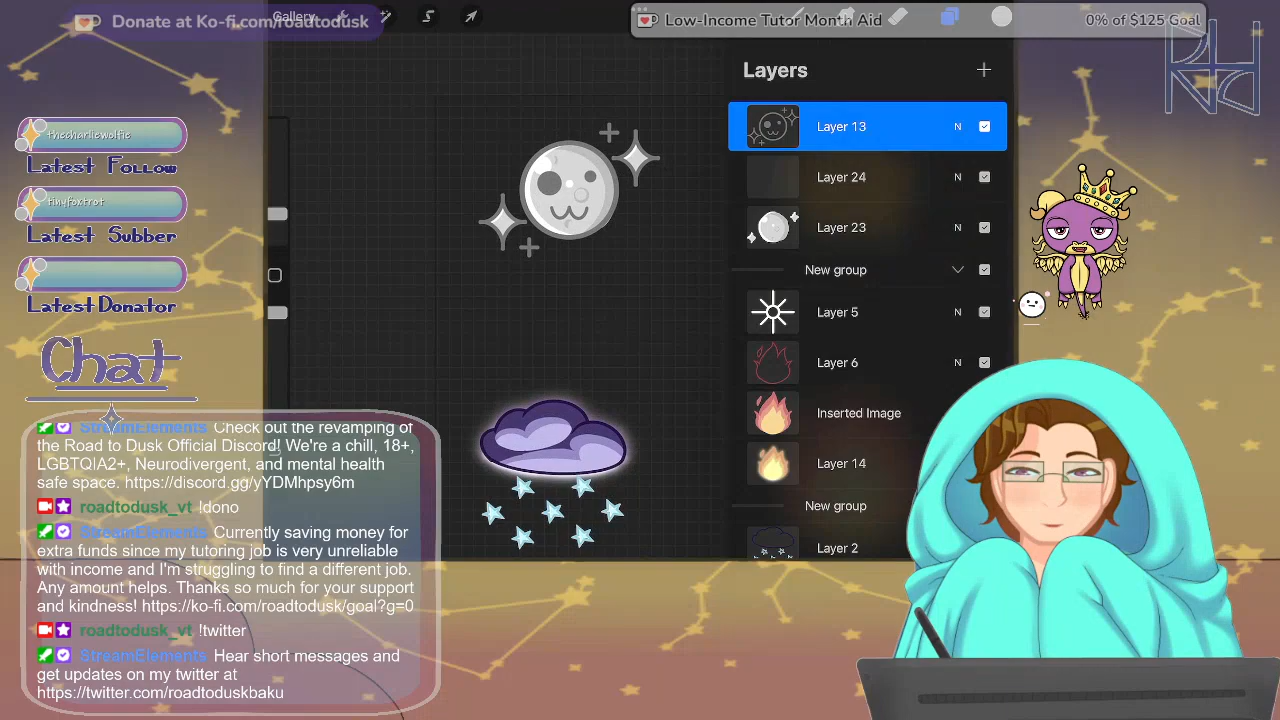 Donate at Ko-fi.com/roadtodusk
Gallery
Low-Income Tutor Month Aid
0% of $125 Goal
thecharliewolfie
Latest Follow
tinyfoxtrot
Latest Subber
Latest Donator
Chat
StreamElements Check out the revamping of
the Road to Dusk Official Discord! We're a chill, 18+,
LGBTQIA2+, Neurodivergent, and mental health
safe space. https://discord.gg/yYDMhpsy6m
roadtodusk_vt !dono
StreamElements Currently saving money for
extra funds since my tutoring job is very unreliable
with income and I'm struggling to find a different job.
Any amount helps. Thanks so much for your support
and kindness! https://ko-fi.com/roadtodusk/goal?g=0
roadtodusk_vt !twitter
StreamElements Hear short messages and
get updates on my twitter at
https://twitter.com/roadtoduskbaku
Layers
Layer 13 N
Layer 24 N
Layer 23 N
New group
Layer 5 N
Layer 6 N
Inserted Image
Layer 14
New group
Layer 2